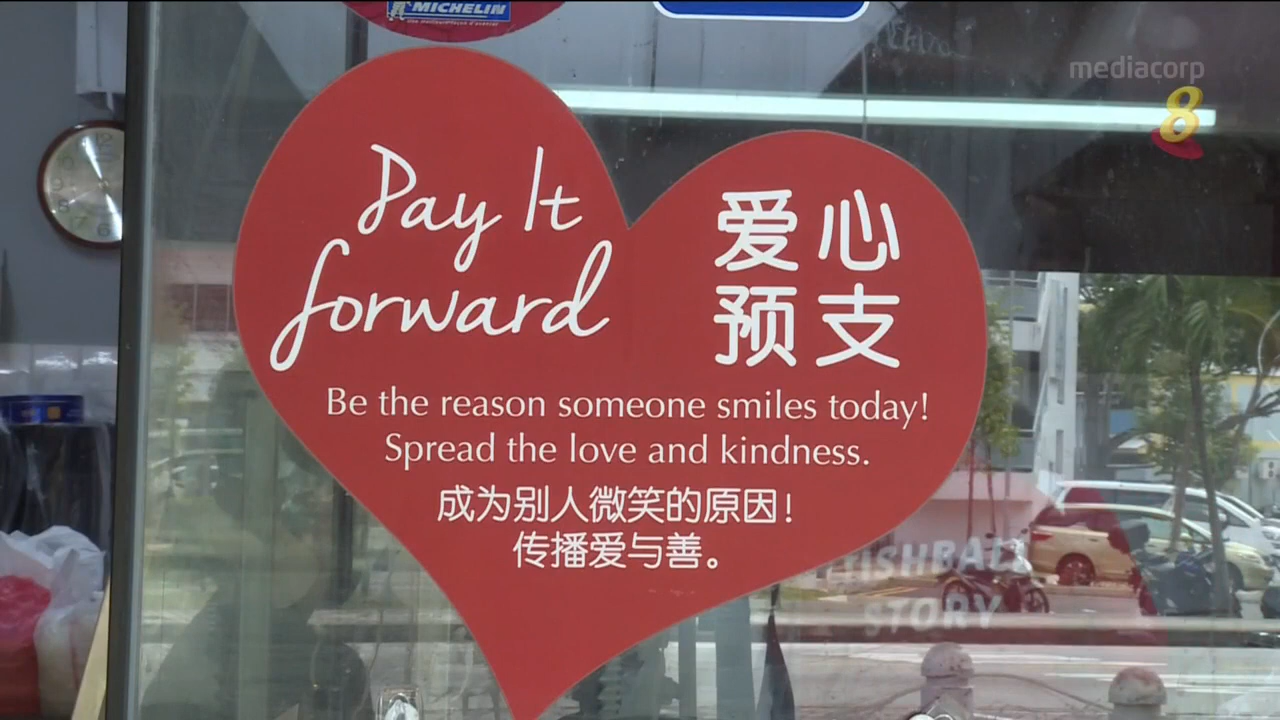 MICHELIN
mediacorp
8
Pay It
forward
爱心
预支
Be the reason someone smiles today!
Spread the love and kindness.
成为别人微笑的原因！
传播爱与善。
FISHBALL
STORY